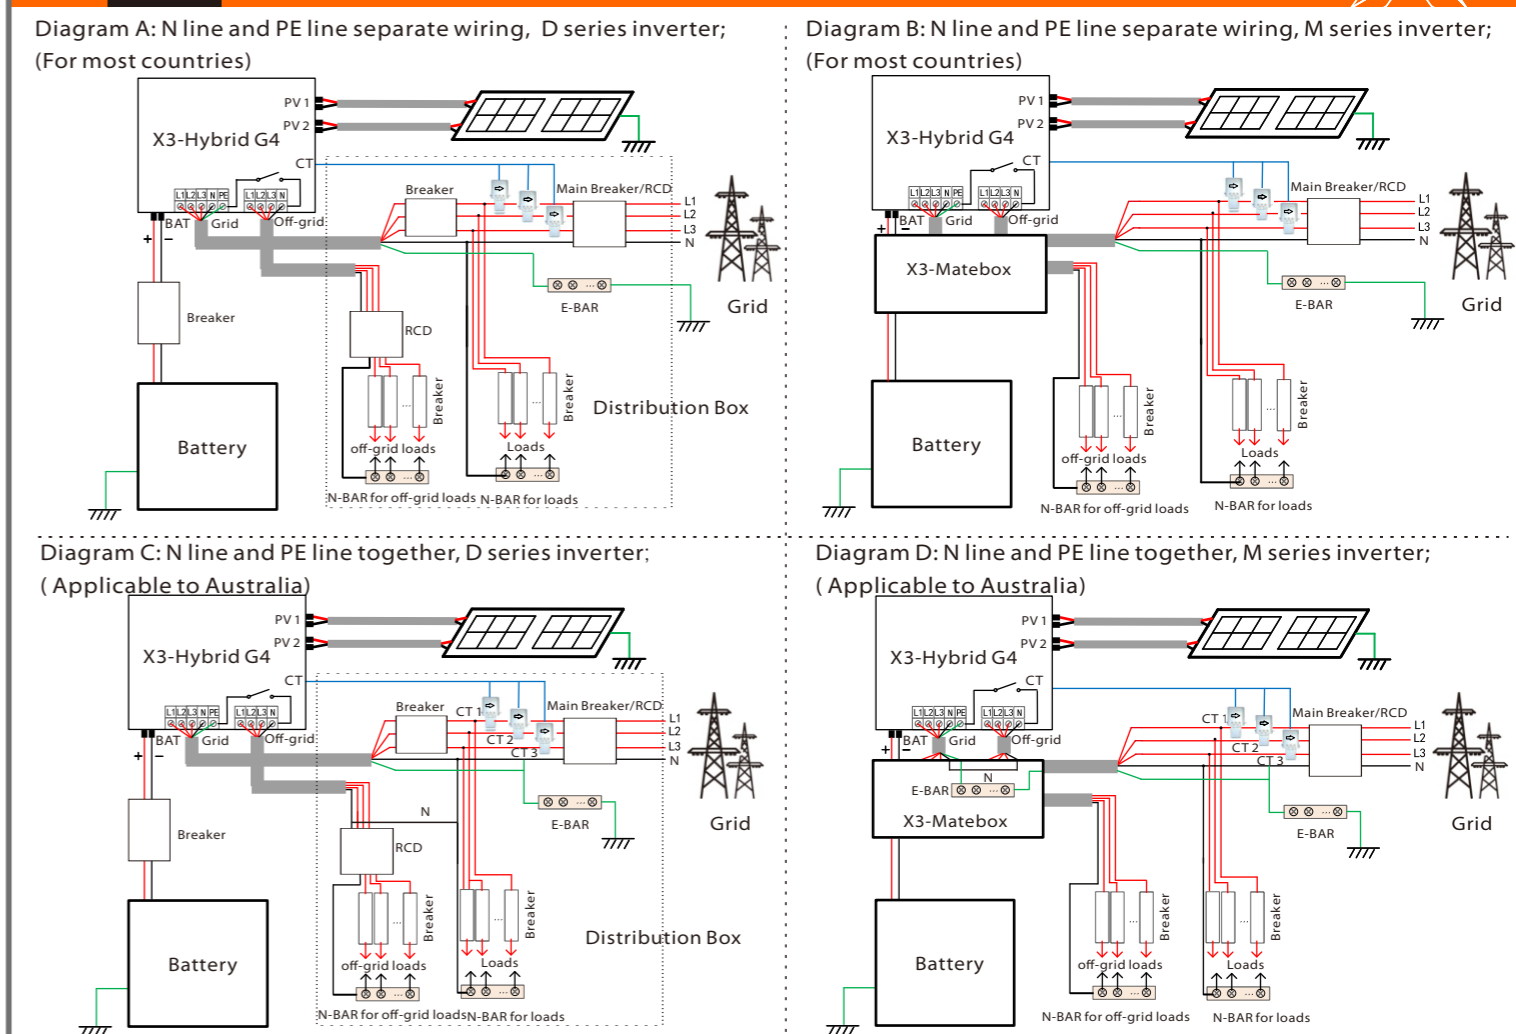 Diagram A: N line and PE line separate wiring, D series inverter;
(For most countries)
X3-Hybrid G4
PV 1
PV 2
CT
L1 L2 L3 N PE
L1 L2 L3 N
BAT
Grid
Off-grid
+
−
Breaker
Battery
Breaker
Main Breaker/RCD
L1
L2
L3
N
E-BAR
Grid
RCD
Breaker
Breaker
off-grid loads
Loads
N-BAR for off-grid loads
N-BAR for loads
Distribution Box
Diagram B: N line and PE line separate wiring, M series inverter;
(For most countries)
X3-Hybrid G4
PV 1
PV 2
CT
L1 L2 L3 N PE
L1 L2 L3 N
BAT
Grid
Off-grid
+
−
X3-Matebox
Battery
Main Breaker/RCD
L1
L2
L3
N
E-BAR
Grid
Breaker
Breaker
off-grid loads
Loads
N-BAR for off-grid loads
N-BAR for loads
Diagram C: N line and PE line together, D series inverter;
( Applicable to Australia)
X3-Hybrid G4
PV 1
PV 2
CT
L1 L2 L3 N PE
L1 L2 L3 N
BAT
Grid
Off-grid
+
−
Breaker
Battery
Breaker
CT 1
CT 2
CT 3
Main Breaker/RCD
L1
L2
L3
N
E-BAR
Grid
N
RCD
Breaker
Breaker
off-grid loads
Loads
N-BAR for off-grid loads
N-BAR for loads
Distribution Box
Diagram D: N line and PE line together, M series inverter;
( Applicable to Australia)
X3-Hybrid G4
PV 1
PV 2
CT
L1 L2 L3 N PE
L1 L2 L3 N
BAT
Grid
Off-grid
+
−
N
E-BAR
X3-Matebox
Battery
CT 1
CT 2
CT 3
Main Breaker/RCD
L1
L2
L3
N
E-BAR
Grid
Breaker
Breaker
off-grid loads
Loads
N-BAR for off-grid loads
N-BAR for loads